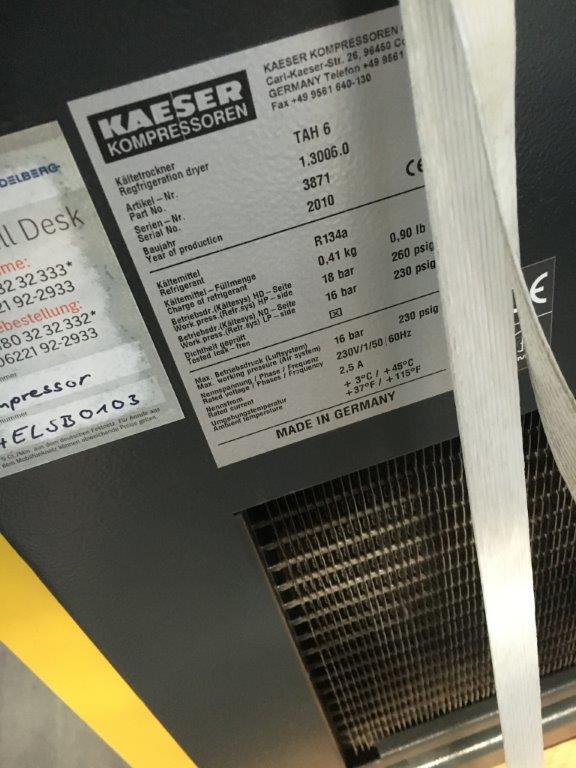 KAESER
KOMPRESSOREN
KAESER KOMPRESSOREN
Carl-Kaeser-Str. 26, 96450
GERMANY Telefon +49 9561
Fax +49 9561 640-130
Kältetrockner TAH 6
Regfrigeration dryer
Artikel-Nr. 1.3006.0
Part No.
Serien-Nr. 3871
Serial No.
Baujahr 2010
Year of production
CE
Kältemittel R134a
Refrigerant
Kältemittel-Füllmenge 0,41 kg 0,90 lb
Charge of refrigerant
Betriebsdr.(Kältesys) HD-Seite 18 bar 260 psig
Work press.(Refr.sys) HP-side
Betriebsdr.(Kältesys) ND-Seite 16 bar 230 psig
Work press.(Refr.sys) LP-side
Dichtheit geprüft ☒
Tested leak-free
Max. Betriebsdruck (Luftsystem) 16 bar 230 psig
Max. working pressure (Air system)
Nennspannung / Phase / Frequenz 230V/1/50 60Hz
Rated Voltage / Phases / Frequency
Nennstrom 2,5 A
Rated current
Umgebungstemperatur + 3°C / +45°C
Ambient temperature + 37°F / +115°F
MADE IN GERMANY
DELBERG
ll Desk
me:
32 32 333*
21 92-2933
ebestellung:
80 32 32 332*
06221 92-2933
mpressor
ELSB0103